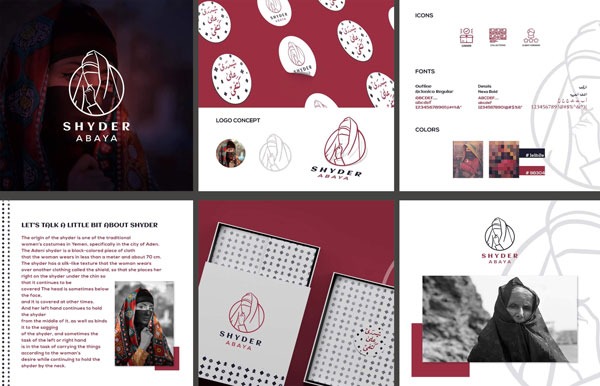 SHYDER
ABAYA
SHYDER
ABAYA
LOGO CONCEPT
SHYDER
ABAYA
ICONS
FONTS
Outline
Regular
Details
Nexa Bold
ABCDEF...
abcdef
1234567890!@#$%^&*
ABCDEF...
abcdef
COLORS
LET'S TALK A LITTLE BIT ABOUT SHYDER
The origin of the shyder is one of the traditional
women's costumes in Yemen, specifically in the city of Aden.
The Adeni shyder is a black-colored piece of cloth
that the woman wears in less than a meter and about 70 cm.
The shyder has a silk-like texture that the woman wears
over another clothing called the shield, so that she places her
right on the shyder under the chin so
that it continues to be
covered The head is sometimes below
the face,
and it is covered at other times.
And her left hand continues to hold
the shyder
from the middle of it, as well as binds
it to the sagging
of the shyder, and sometimes the
task of the left or right hand
is in the task of carrying the things
according to the woman's
desire while continuing to hold the
shyder by the neck.
SHYDER
ABAYA
SHYDER
ABAYA